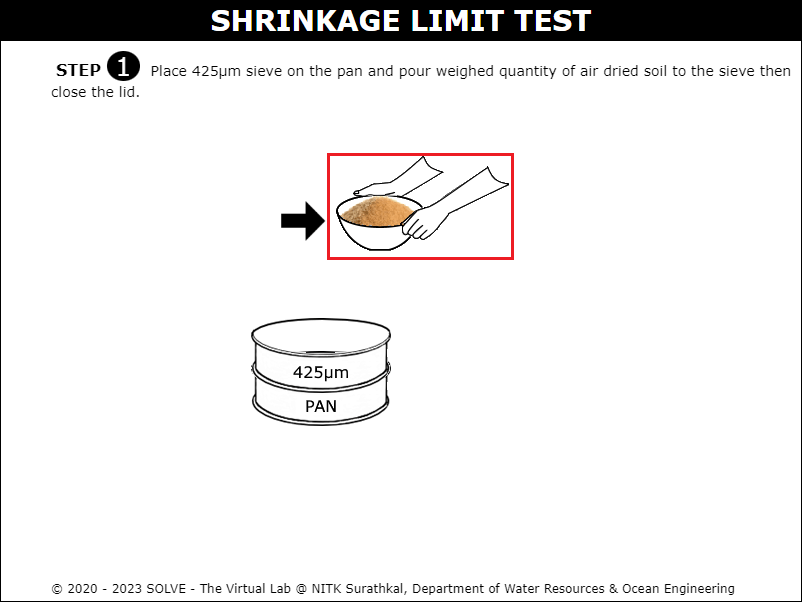 SHRINKAGE LIMIT TEST
STEP 1 Place 425µm sieve on the pan and pour weighed quantity of air dried soil to the sieve then
close the lid.
425µm
PAN
© 2020 - 2023 SOLVE - The Virtual Lab @ NITK Surathkal, Department of Water Resources & Ocean Engineering